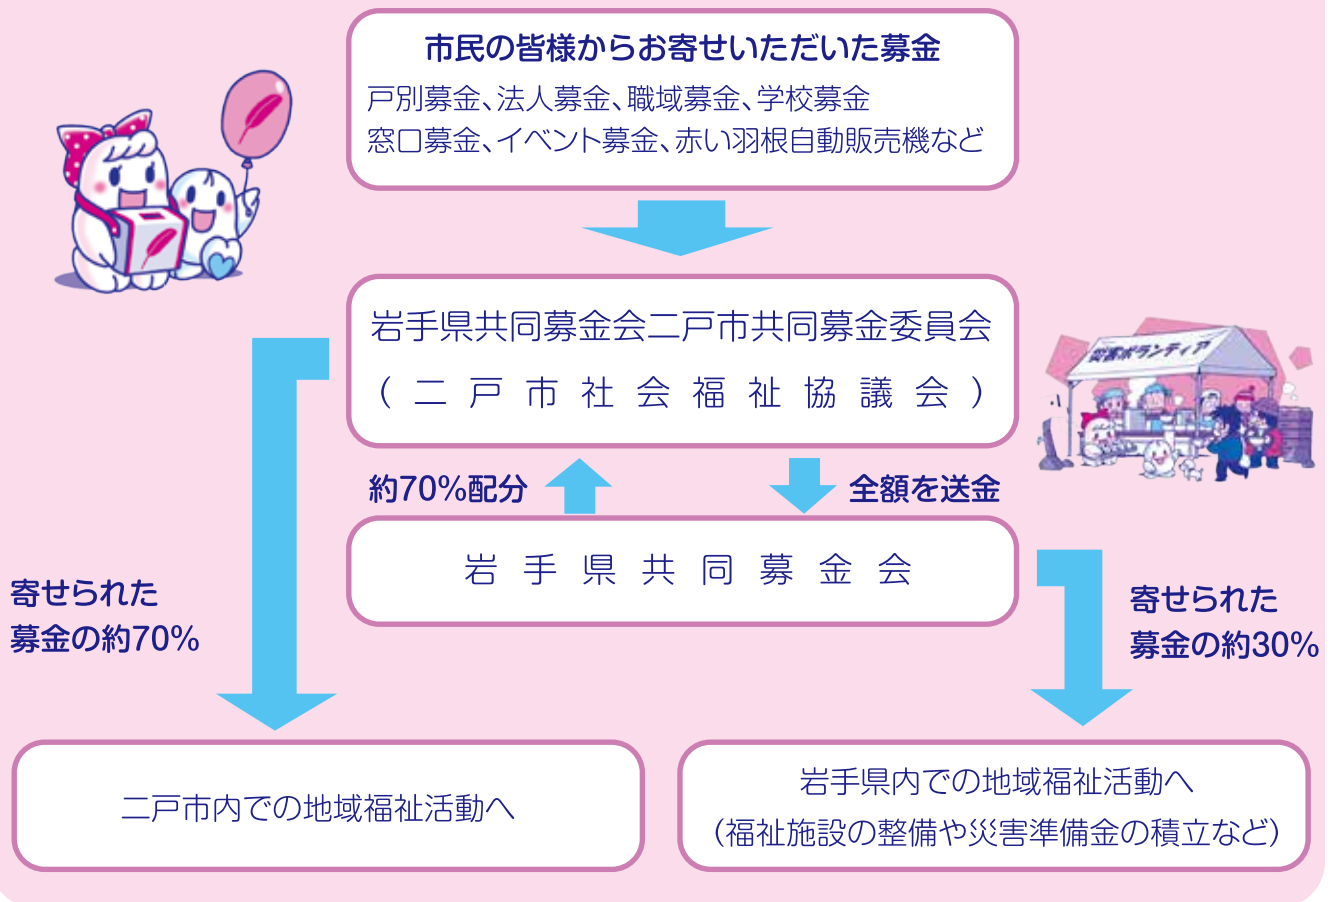 市民の皆様からお寄せいただいた募金
戸別募金、法人募金、職域募金、学校募金
窓口募金、イベント募金、赤い羽根自動販売機など
岩手県共同募金会二戸市共同募金委員会
（二戸市社会福祉協議会）
災害ボランティア
約70%配分
全額を送金
岩手県共同募金会
寄せられた
募金の約70%
寄せられた
募金の約30%
二戸市内での地域福祉活動へ
岩手県内での地域福祉活動へ
（福祉施設の整備や災害準備金の積立など）